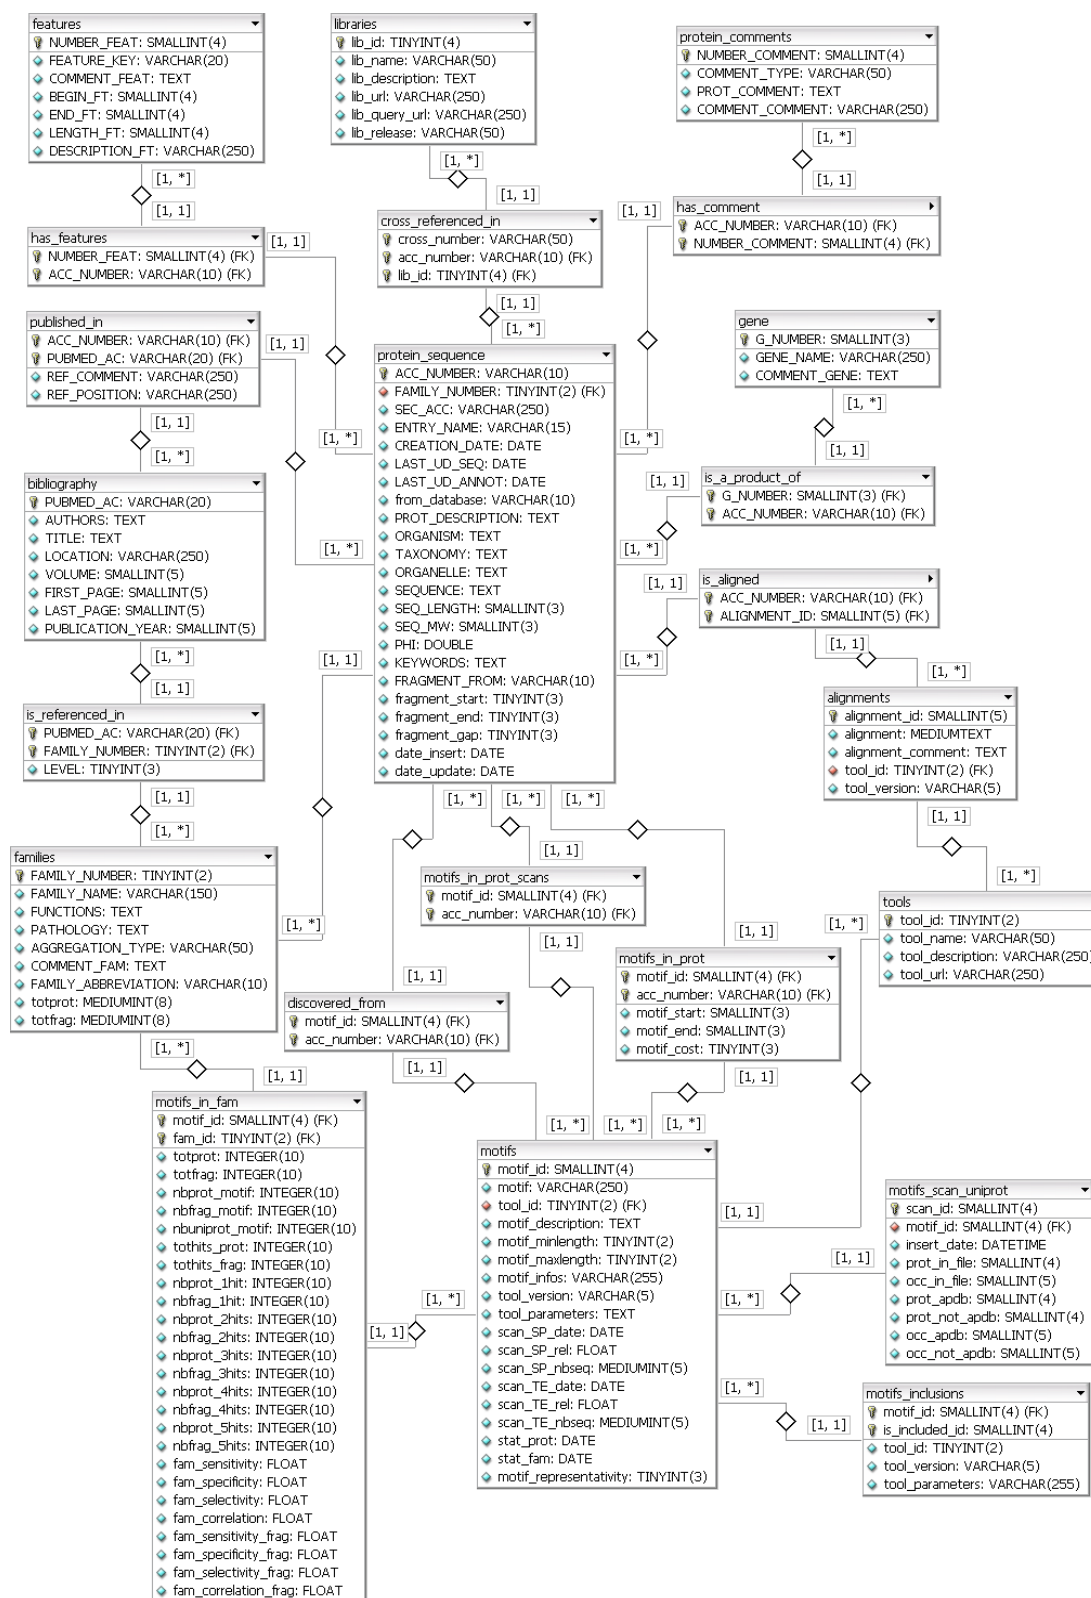 features
NUMBER_FEAT: SMALLINT(4)
FEATURE_KEY: VARCHAR(20)
COMMENT_FEAT: TEXT
BEGIN_FT: SMALLINT(4)
END_FT: SMALLINT(4)
LENGTH_FT: SMALLINT(4)
DESCRIPTION_FT: VARCHAR(250)
[1, *]
[1, 1]
libraries
lib_id: TINYINT(4)
lib_name: VARCHAR(50)
lib_description: TEXT
lib_url: VARCHAR(250)
lib_query_url: VARCHAR(250)
lib_release: VARCHAR(50)
[1, *]
[1, 1]
protein_comments
NUMBER_COMMENT: SMALLINT(4)
COMMENT_TYPE: VARCHAR(50)
PROT_COMMENT: TEXT
COMMENT_COMMENT: VARCHAR(250)
[1, *]
[1, 1]
has_features
NUMBER_FEAT: SMALLINT(4) (FK)
ACC_NUMBER: VARCHAR(10) (FK)
[1, 1]
cross_referenced_in
cross_number: VARCHAR(50)
acc_number: VARCHAR(10) (FK)
lib_id: TINYINT(4) (FK)
[1, 1]
[1, *]
has_comment
ACC_NUMBER: VARCHAR(10) (FK)
NUMBER_COMMENT: SMALLINT(4) (FK)
[1, 1]
published_in
ACC_NUMBER: VARCHAR(10) (FK)
PUBMED_AC: VARCHAR(20) (FK)
REF_COMMENT: VARCHAR(250)
REF_POSITION: VARCHAR(250)
[1, 1]
[1, 1]
[1, *]
gene
G_NUMBER: SMALLINT(3)
GENE_NAME: VARCHAR(250)
COMMENT_GENE: TEXT
[1, *]
[1, 1]
protein_sequence
ACC_NUMBER: VARCHAR(10)
FAMILY_NUMBER: TINYINT(2) (FK)
SEC_ACC: VARCHAR(250)
ENTRY_NAME: VARCHAR(15)
CREATION_DATE: DATE
LAST_UD_SEQ: DATE
LAST_UD_ANNOT: DATE
from_database: VARCHAR(10)
PROT_DESCRIPTION: TEXT
ORGANISM: TEXT
TAXONOMY: TEXT
ORGANELLE: TEXT
SEQUENCE: TEXT
SEQ_LENGTH: SMALLINT(3)
SEQ_MW: SMALLINT(3)
PHI: DOUBLE
KEYWORDS: TEXT
FRAGMENT_FROM: VARCHAR(10)
fragment_start: TINYINT(3)
fragment_end: TINYINT(3)
fragment_gap: TINYINT(3)
date_insert: DATE
date_update: DATE
[1, *]
[1, *]
[1, *]
[1, *]
[1, *]
[1, *]
[1, *]
[1, *]
bibliography
PUBMED_AC: VARCHAR(20)
AUTHORS: TEXT
TITLE: TEXT
LOCATION: VARCHAR(250)
VOLUME: SMALLINT(5)
FIRST_PAGE: SMALLINT(5)
LAST_PAGE: SMALLINT(5)
PUBLICATION_YEAR: SMALLINT(5)
[1, *]
[1, 1]
is_a_product_of
G_NUMBER: SMALLINT(3) (FK)
ACC_NUMBER: VARCHAR(10) (FK)
[1, 1]
is_aligned
ACC_NUMBER: VARCHAR(10) (FK)
ALIGNMENT_ID: SMALLINT(5) (FK)
[1, 1]
[1, 1]
[1, *]
is_referenced_in
PUBMED_AC: VARCHAR(20) (FK)
FAMILY_NUMBER: TINYINT(2) (FK)
LEVEL: TINYINT(3)
[1, 1]
[1, *]
[1, 1]
alignments
alignment_id: SMALLINT(5)
alignment: MEDIUMTEXT
alignment_comment: TEXT
tool_id: TINYINT(2) (FK)
tool_version: VARCHAR(5)
[1, 1]
[1, *]
families
FAMILY_NUMBER: TINYINT(2)
FAMILY_NAME: VARCHAR(150)
FUNCTIONS: TEXT
PATHOLOGY: TEXT
AGGREGATION_TYPE: VARCHAR(50)
COMMENT_FAM: TEXT
FAMILY_ABBREVIATION: VARCHAR(10)
totprot: MEDIUMINT(8)
totfrag: MEDIUMINT(8)
[1, *]
[1, *]
[1, 1]
[1, 1]
motifs_in_prot_scans
motif_id: SMALLINT(4) (FK)
acc_number: VARCHAR(10) (FK)
[1, 1]
tools
tool_id: TINYINT(2)
tool_name: VARCHAR(50)
tool_description: VARCHAR(250)
tool_url: VARCHAR(250)
[1, *]
[1, 1]
motifs_in_prot
motif_id: SMALLINT(4) (FK)
acc_number: VARCHAR(10) (FK)
motif_start: SMALLINT(3)
motif_end: SMALLINT(3)
motif_cost: TINYINT(3)
[1, 1]
[1, 1]
discovered_from
motif_id: SMALLINT(4) (FK)
acc_number: VARCHAR(10) (FK)
[1, 1]
[1, *]
[1, *]
[1, *]
motifs_in_fam
motif_id: SMALLINT(4) (FK)
fam_id: TINYINT(2) (FK)
totprot: INTEGER(10)
totfrag: INTEGER(10)
nbprot_motif: INTEGER(10)
nbfrag_motif: INTEGER(10)
nbuniprot_motif: INTEGER(10)
tothits_prot: INTEGER(10)
tothits_frag: INTEGER(10)
nbprot_1hit: INTEGER(10)
nbfrag_1hit: INTEGER(10)
nbprot_2hits: INTEGER(10)
nbfrag_2hits: INTEGER(10)
nbprot_3hits: INTEGER(10)
nbfrag_3hits: INTEGER(10)
nbprot_4hits: INTEGER(10)
nbfrag_4hits: INTEGER(10)
nbprot_5hits: INTEGER(10)
nbfrag_5hits: INTEGER(10)
fam_sensitivity: FLOAT
fam_specificity: FLOAT
fam_selectivity: FLOAT
fam_correlation: FLOAT
fam_sensitivity_frag: FLOAT
fam_specificity_frag: FLOAT
fam_selectivity_frag: FLOAT
fam_correlation_frag: FLOAT
[1, *]
[1, 1]
motifs
motif_id: SMALLINT(4)
motif: VARCHAR(250)
tool_id: TINYINT(2) (FK)
motif_description: TEXT
motif_minlength: TINYINT(2)
motif_maxlength: TINYINT(2)
motif_infos: VARCHAR(255)
tool_version: VARCHAR(5)
tool_parameters: TEXT
scan_SP_date: DATE
scan_SP_rel: FLOAT
scan_SP_nbseq: MEDIUMINT(5)
scan_TE_date: DATE
scan_TE_rel: FLOAT
scan_TE_nbseq: MEDIUMINT(5)
stat_prot: DATE
stat_fam: DATE
motif_representativity: TINYINT(3)
[1, 1]
[1, *]
[1, 1]
[1, *]
[1, 1]
motifs_scan_uniprot
scan_id: SMALLINT(4)
motif_id: SMALLINT(4) (FK)
insert_date: DATETIME
prot_in_file: SMALLINT(4)
occ_in_file: SMALLINT(5)
prot_apdb: SMALLINT(4)
prot_not_apdb: SMALLINT(4)
occ_apdb: SMALLINT(5)
occ_not_apdb: SMALLINT(5)
motifs_inclusions
motif_id: SMALLINT(4) (FK)
is_included_id: SMALLINT(4)
tool_id: TINYINT(2)
tool_version: VARCHAR(5)
tool_parameters: VARCHAR(255)